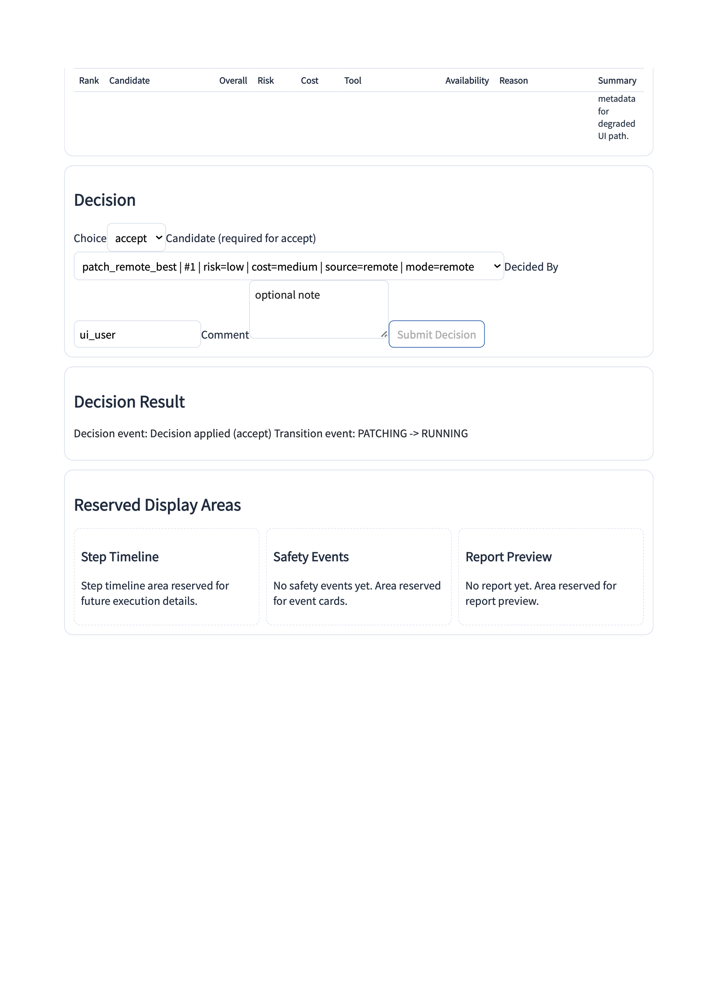 Rank Candidate Overall Risk Cost Tool Availability Reason Summary
metadata
for
degraded
UI path.
Decision
Choice accept Candidate (required for accept)
patch_remote_best | #1 | risk=low | cost=medium | source=remote | mode=remote Decided By
optional note
ui_user Comment Submit Decision
Decision Result
Decision event: Decision applied (accept) Transition event: PATCHING -> RUNNING
Reserved Display Areas
Step Timeline
Step timeline area reserved for
future execution details.
Safety Events
No safety events yet. Area reserved
for event cards.
Report Preview
No report yet. Area reserved for
report preview.